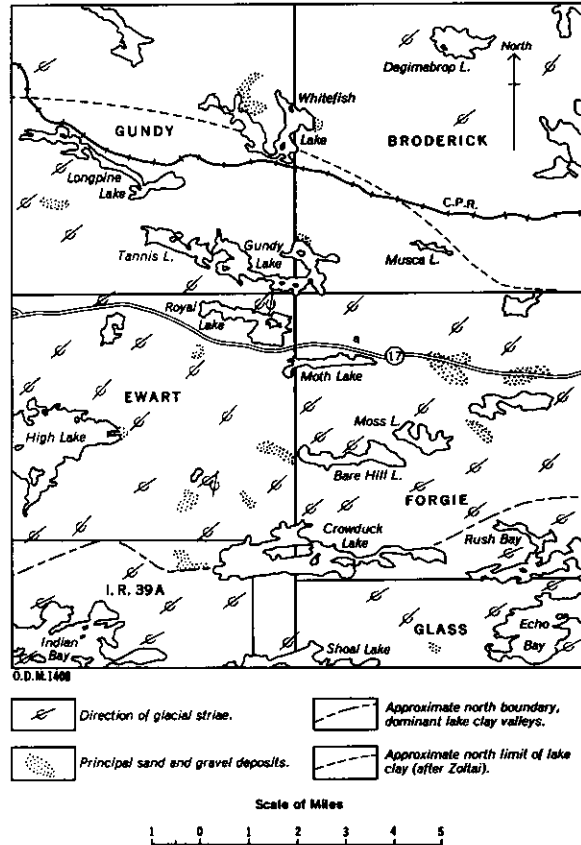 North
Degimabrop L.
Whitefish
Lake
GUNDY
BRODERICK
Longpine
Lake
C.P.R.
Gundy
Lake
Tannis L.
Musca L.
Royal
Lake
a
17
Moth Lake
EWART
Moss L.
High Lake
Bare Hill L.
FORGIE
Crowduck
Lake
Rush Bay
I.R. 39A
Indian
Bay
Shoal Lake
GLASS
Echo
Bay
O.D.M.1408
Direction of glacial striae.
Approximate north boundary,
dominant lake clay valleys.
Principal sand and gravel deposits.
Approximate north limit of lake
clay (after Zoltai).
Scale of Miles
1 0 1 2 3 4 5